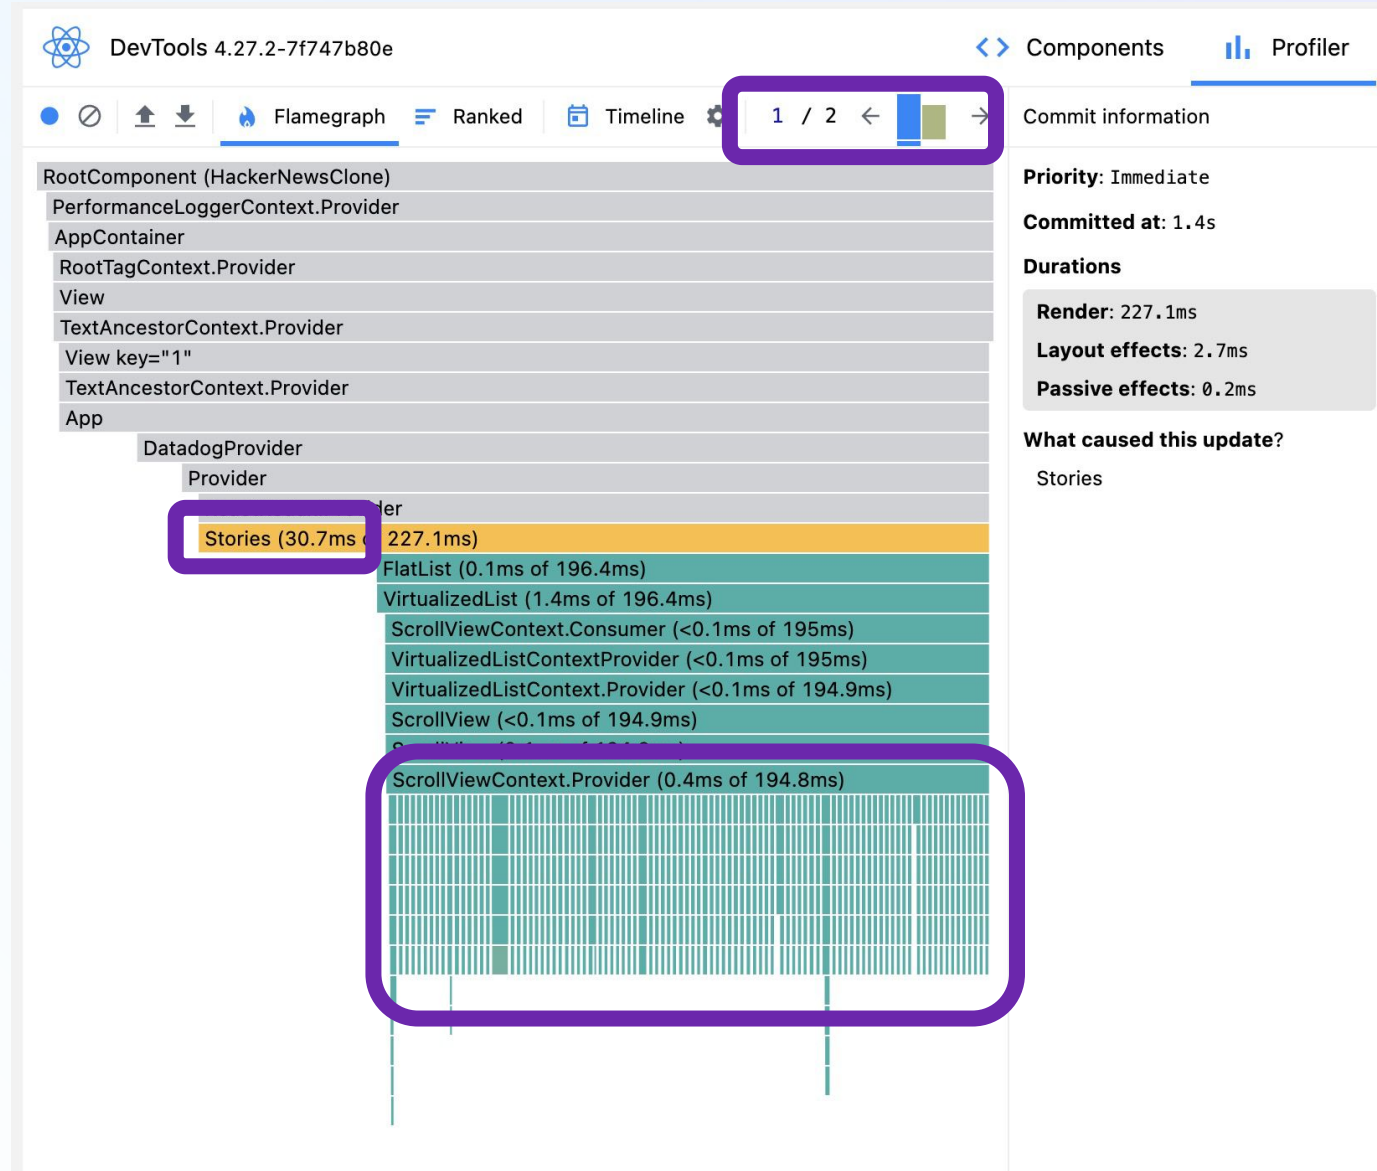 DevTools 4.27.2-7f747b80e
Components
Profiler
Flamegraph
Ranked
Timeline
1 / 2
Commit information
RootComponent (HackerNewsClone)
PerformanceLoggerContext.Provider
AppContainer
RootTagContext.Provider
View
TextAncestorContext.Provider
View key="1"
TextAncestorContext.Provider
App
DatadogProvider
Provider
Stories (30.7ms of 227.1ms)
FlatList (0.1ms of 196.4ms)
VirtualizedList (1.4ms of 196.4ms)
ScrollViewContext.Consumer (<0.1ms of 195ms)
VirtualizedListContextProvider (<0.1ms of 195ms)
VirtualizedListContext.Provider (<0.1ms of 194.9ms)
ScrollView (<0.1ms of 194.9ms)
ScrollViewContext.Provider (0.4ms of 194.8ms)
Priority: Immediate
Committed at: 1.4s
Durations
Render: 227.1ms
Layout effects: 2.7ms
Passive effects: 0.2ms
What caused this update?
Stories